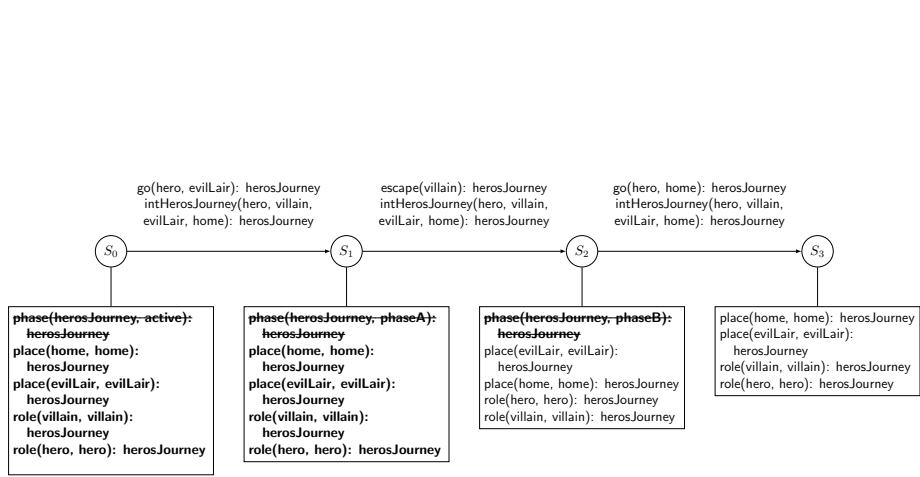 go(hero, evilLair): herosJourney
intHerosJourney(hero, villain,
evilLair, home): herosJourney
escape(villain): herosJourney
intHerosJourney(hero, villain,
evilLair, home): herosJourney
go(hero, home): herosJourney
intHerosJourney(hero, villain,
evilLair, home): herosJourney
S0
S1
S2
S3
phase(herosJourney, active):
herosJourney
place(home, home):
herosJourney
place(evilLair, evilLair):
herosJourney
role(villain, villain):
herosJourney
role(hero, hero): herosJourney
phase(herosJourney, phaseA):
herosJourney
place(home, home):
herosJourney
place(evilLair, evilLair):
herosJourney
role(villain, villain):
herosJourney
role(hero, hero): herosJourney
phase(herosJourney, phaseB):
herosJourney
place(evilLair, evilLair):
herosJourney
place(home, home): herosJourney
role(hero, hero): herosJourney
role(villain, villain): herosJourney
place(home, home): herosJourney
place(evilLair, evilLair):
herosJourney
role(villain, villain): herosJourney
role(hero, hero): herosJourney